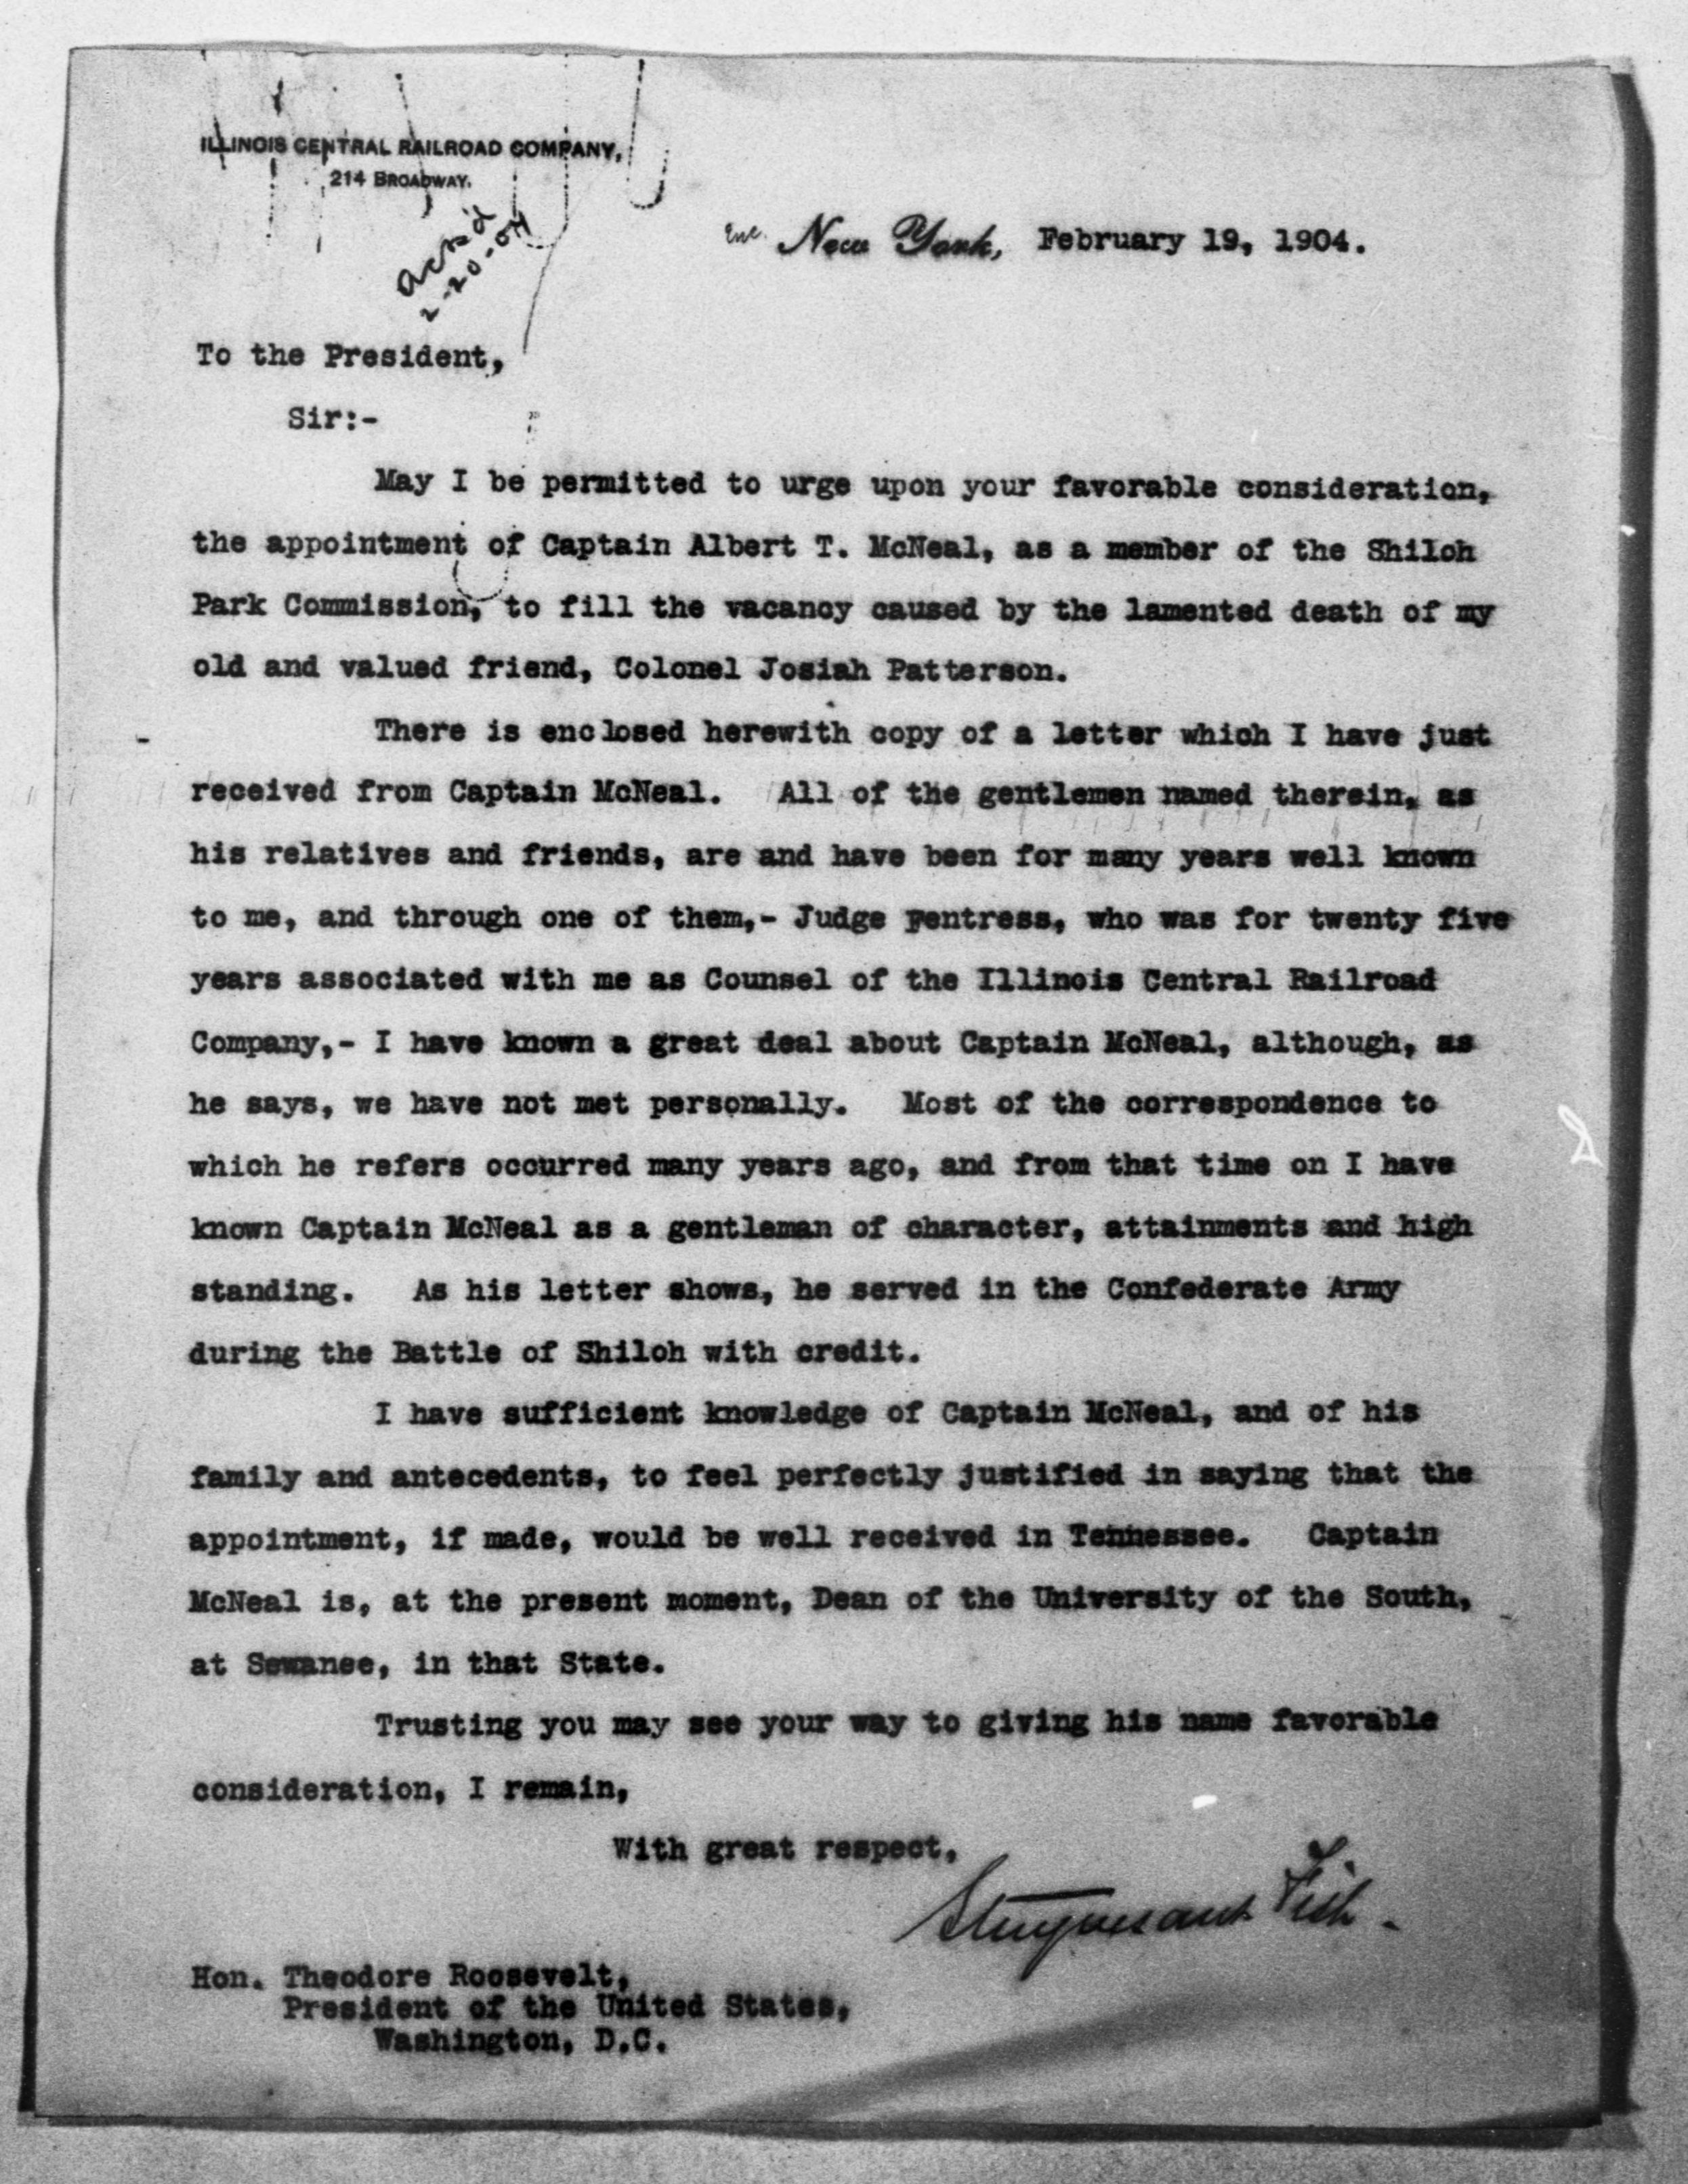 ILLINOIS CENTRAL RAILROAD COMPANY,
214 BROADWAY.
Ack'd
2-20-04
Enc. New York, February 19, 1904.
To the President,
Sir:-
May I be permitted to urge upon your favorable consideration,
the appointment of Captain Albert T. McNeal, as a member of the Shiloh
Park Commission, to fill the vacancy caused by the lamented death of my
old and valued friend, Colonel Josiah Patterson.
There is enclosed herewith copy of a letter which I have just
received from Captain McNeal. All of the gentlemen named therein, as
his relatives and friends, are and have been for many years well known
to me, and through one of them,- Judge Fentress, who was for twenty five
years associated with me as Counsel of the Illinois Central Railroad
Company,- I have known a great deal about Captain McNeal, although, as
he says, we have not met personally. Most of the correspondence to
which he refers occurred many years ago, and from that time on I have
known Captain McNeal as a gentleman of character, attainments and high
standing. As his letter shows, he served in the Confederate Army
during the Battle of Shiloh with credit.
I have sufficient knowledge of Captain McNeal, and of his
family and antecedents, to feel perfectly justified in saying that the
appointment, if made, would be well received in Tennessee. Captain
McNeal is, at the present moment, Dean of the University of the South,
at Sewanee, in that State.
Trusting you may see your way to giving his name favorable
consideration, I remain,
With great respect,
Stuyvesant Fish.
Hon. Theodore Roosevelt,
President of the United States,
Washington, D.C.